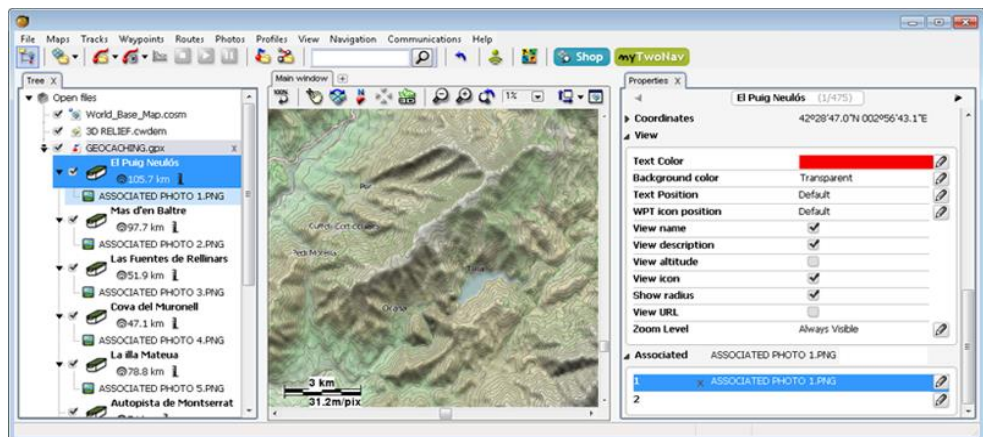 File Maps Tracks Waypoints Routes Photos Profiles View Navigation Communications Help
Shop
myTwoNav
Tree X
Open files
World_Base_Map.cosm
3D RELIEF.cwdem
GEOCACHING.gpx x
El Puig Neulós
105.7 km
ASSOCIATED PHOTO 1.PNG
Mas d'en Baltre
97.7 km
ASSOCIATED PHOTO 2.PNG
Las Fuentes de Rellinars
51.9 km
ASSOCIATED PHOTO 3.PNG
Cova del Muronell
47.1 km
ASSOCIATED PHOTO 4.PNG
La illa Mateua
78.8 km
ASSOCIATED PHOTO 5.PNG
Autopista de Montserrat
Main window
100%
1%
Ocaña
3 km
31.2m/pix
Properties X
El Puig Neulós (1/475)
Coordinates 42º28'47.0"N 002º56'43.1"E
View
Text Color
Background color Transparent
Text Position Default
WPT icon position Default
View name
View description
View altitude
View icon
Show radius
View URL
Zoom Level Always Visible
Associated ASSOCIATED PHOTO 1.PNG
1 x ASSOCIATED PHOTO 1.PNG
2